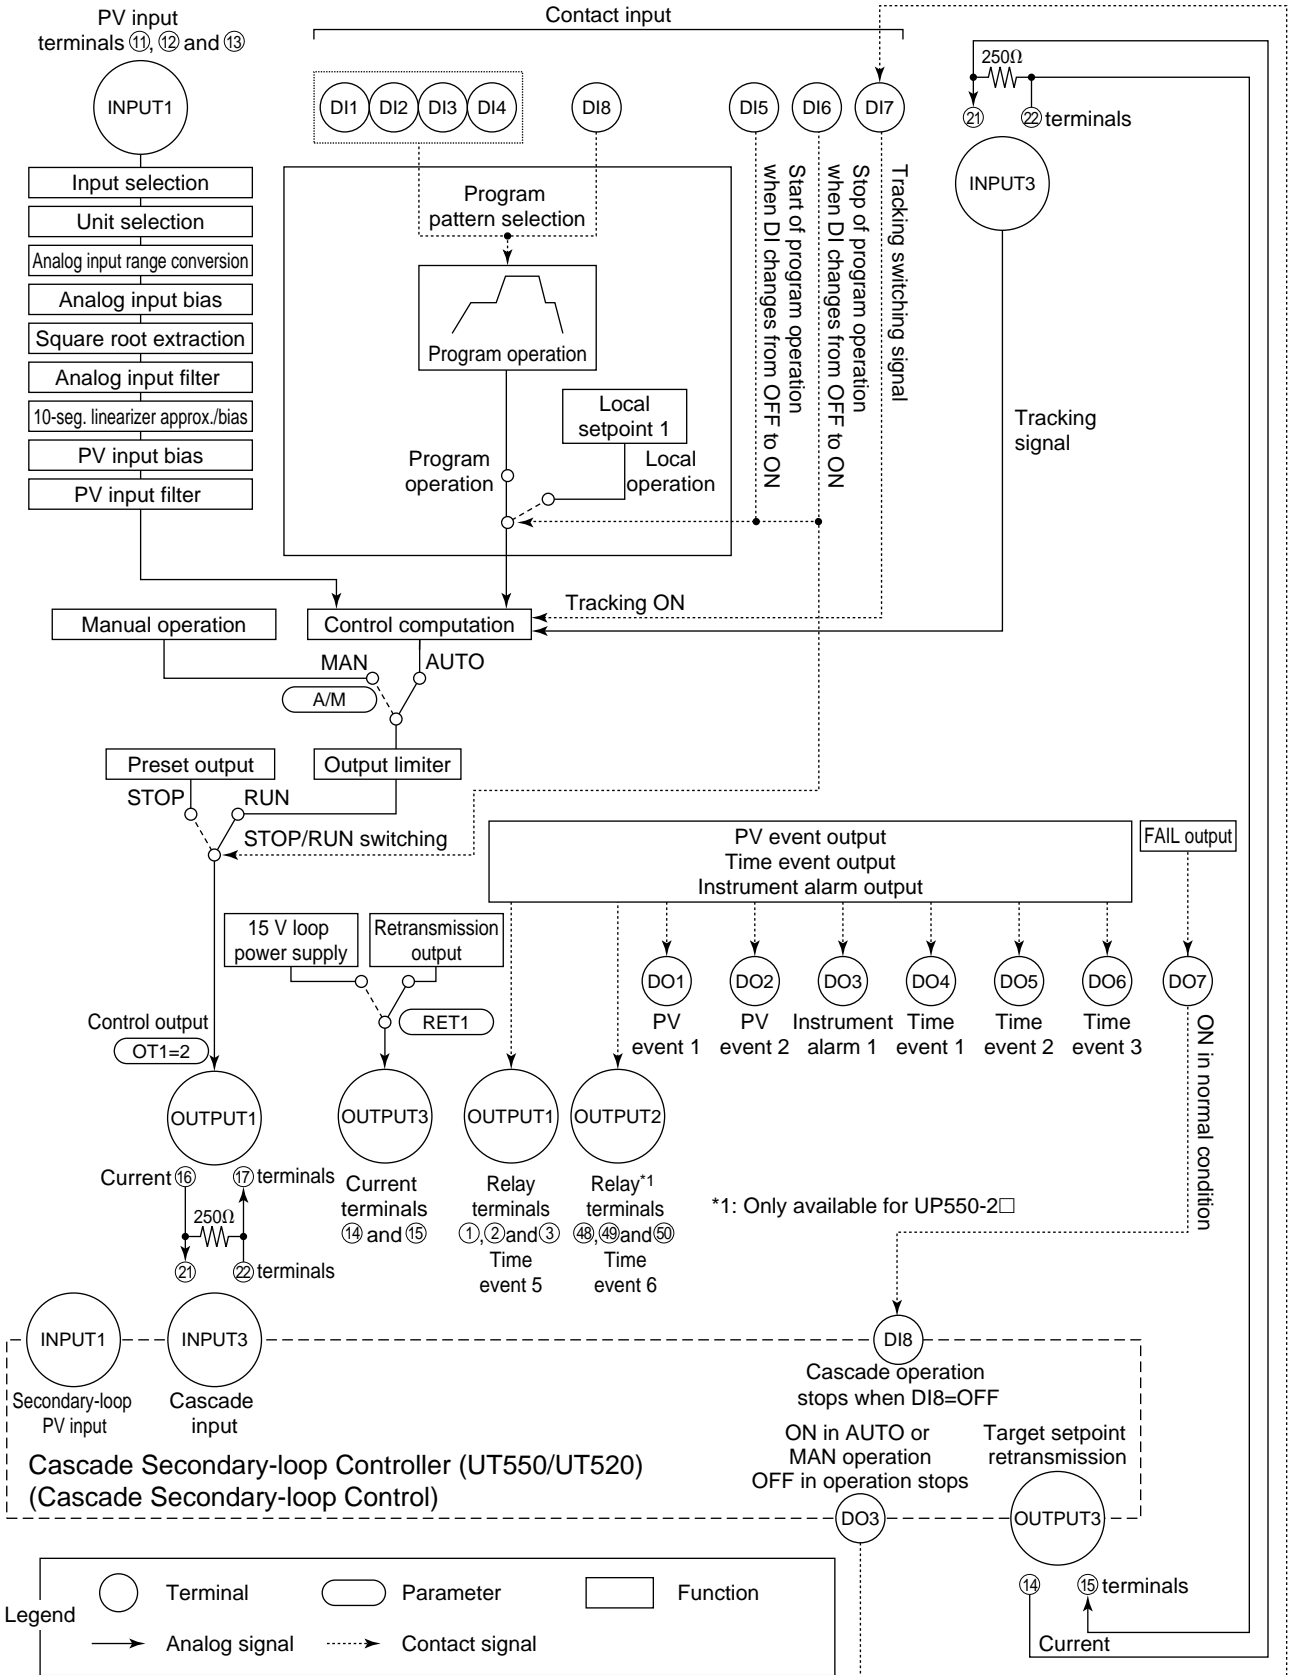 PV input
terminals ⑪, ⑫ and ⑬
Contact input
INPUT1
DI1
DI2
DI3
DI4
DI8
DI5
DI6
DI7
250Ω
㉑
㉒ terminals
INPUT3
Input selection
Unit selection
Analog input range conversion
Analog input bias
Square root extraction
Analog input filter
10-seg. linearizer approx./bias
PV input bias
PV input filter
Program
pattern selection
Program operation
Local
setpoint 1
Program
operation
Local
operation
Start of program operation
when DI changes from OFF to ON
Stop of program operation
when DI changes from OFF to ON
Tracking switching signal
Tracking
signal
Tracking ON
Manual operation
Control computation
MAN
AUTO
A/M
Preset output
Output limiter
STOP
RUN
STOP/RUN switching
PV event output
Time event output
Instrument alarm output
FAIL output
15 V loop
power supply
Retransmission
output
DO1
DO2
DO3
DO4
DO5
DO6
DO7
PV
event 1
PV
event 2
Instrument
alarm 1
Time
event 1
Time
event 2
Time
event 3
ON in normal condition
Control output
OT1=2
RET1
OUTPUT1
OUTPUT3
OUTPUT1
OUTPUT2
Current ⑯
⑰ terminals
250Ω
㉑
㉒ terminals
Current
terminals
⑭ and ⑮
Relay
terminals
①, ② and ③
Time
event 5
Relay*1
terminals
㊽, ㊾ and ㊿
Time
event 6
*1: Only available for UP550-2□
INPUT1
INPUT3
DI8
Secondary-loop
PV input
Cascade
input
Cascade operation
stops when DI8=OFF
ON in AUTO or
MAN operation
OFF in operation stops
Target setpoint
retransmission
Cascade Secondary-loop Controller (UT550/UT520)
(Cascade Secondary-loop Control)
DO3
OUTPUT3
⑭
⑮ terminals
Current
Legend
Terminal
Parameter
Function
Analog signal
Contact signal